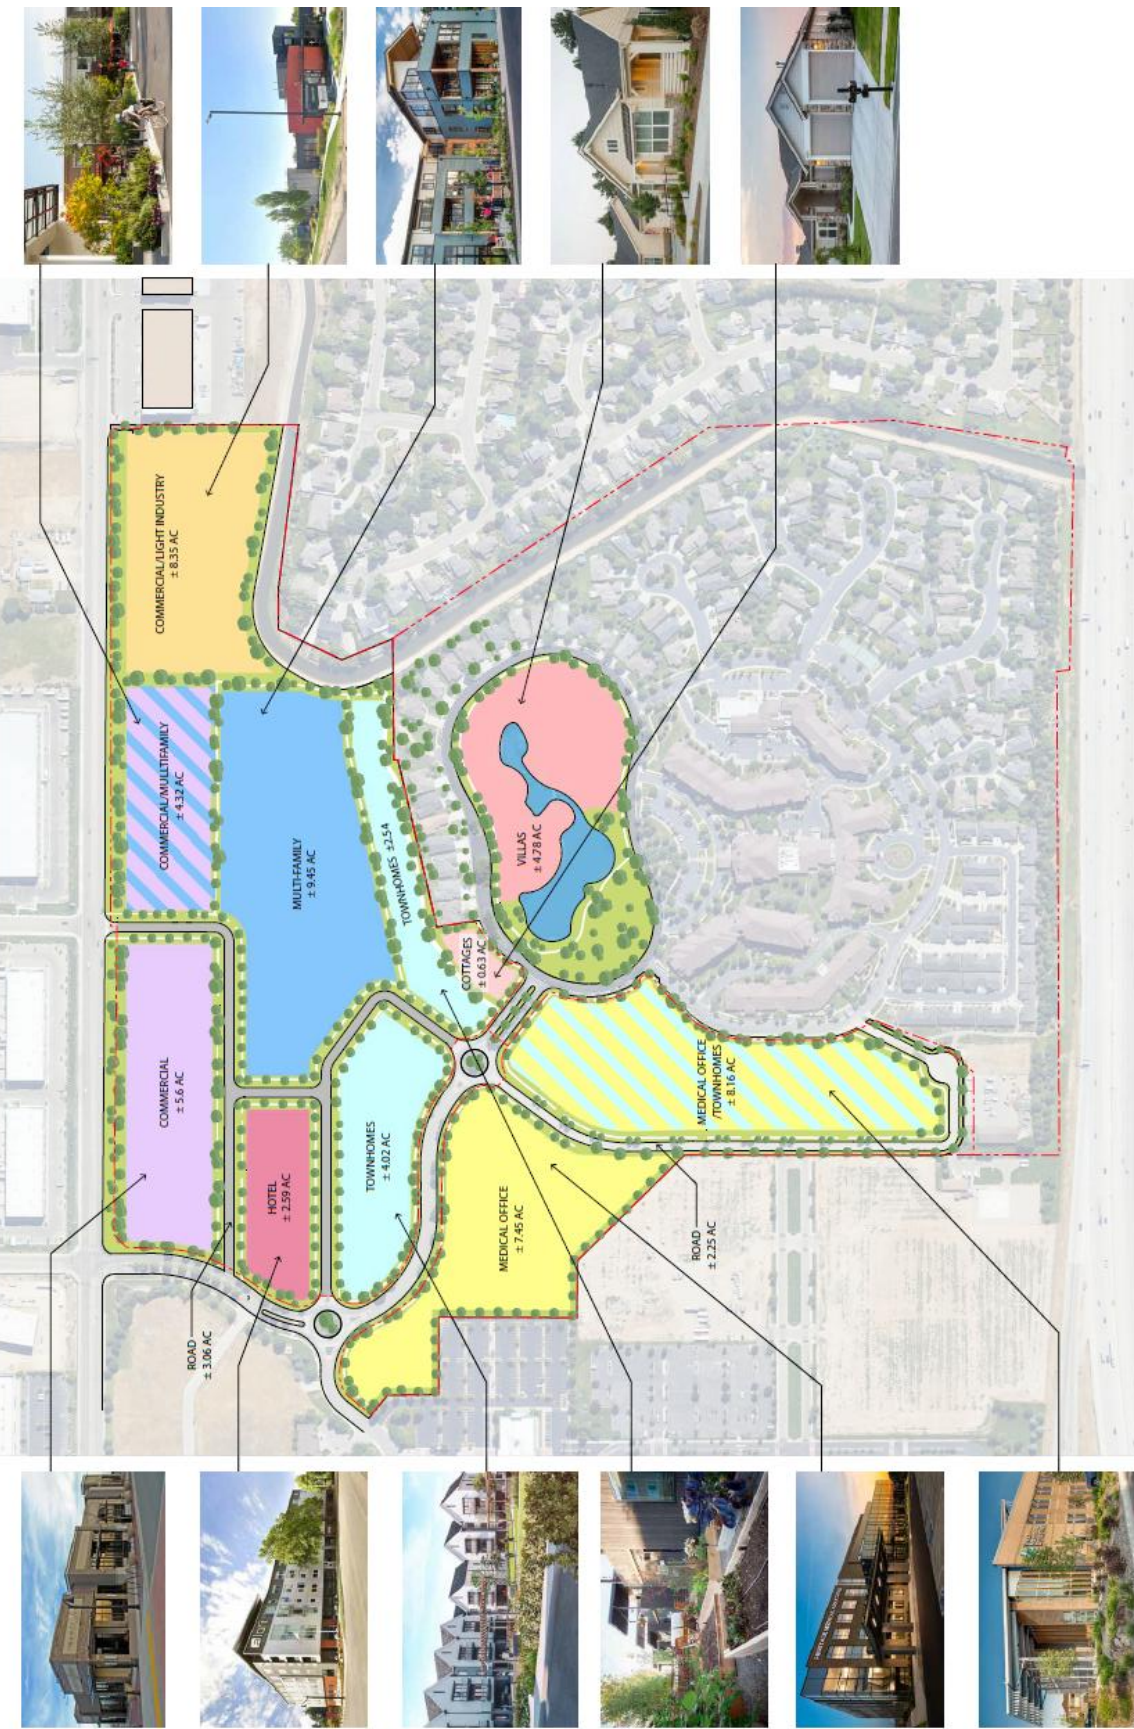 COMMERCIAL/LIGHT INDUSTRY
± 8.35 AC
COMMERCIAL/MULLTIFAMILY
± 4.32 AC
MULTI-FAMILY
± 9.45 AC
TOWNHOMES ±2.54
VILLAS
± 4.78 AC
COTTAGES
± 0.63 AC
COMMERCIAL
± 5.6 AC
HOTEL
± 2.59 AC
TOWNHOMES
± 4.02 AC
MEDICAL OFFICE
/TOWNHOMES
± 8.16 AC
MEDICAL OFFICE
± 7.45 AC
ROAD
± 2.25 AC
ROAD
± 3.06 AC